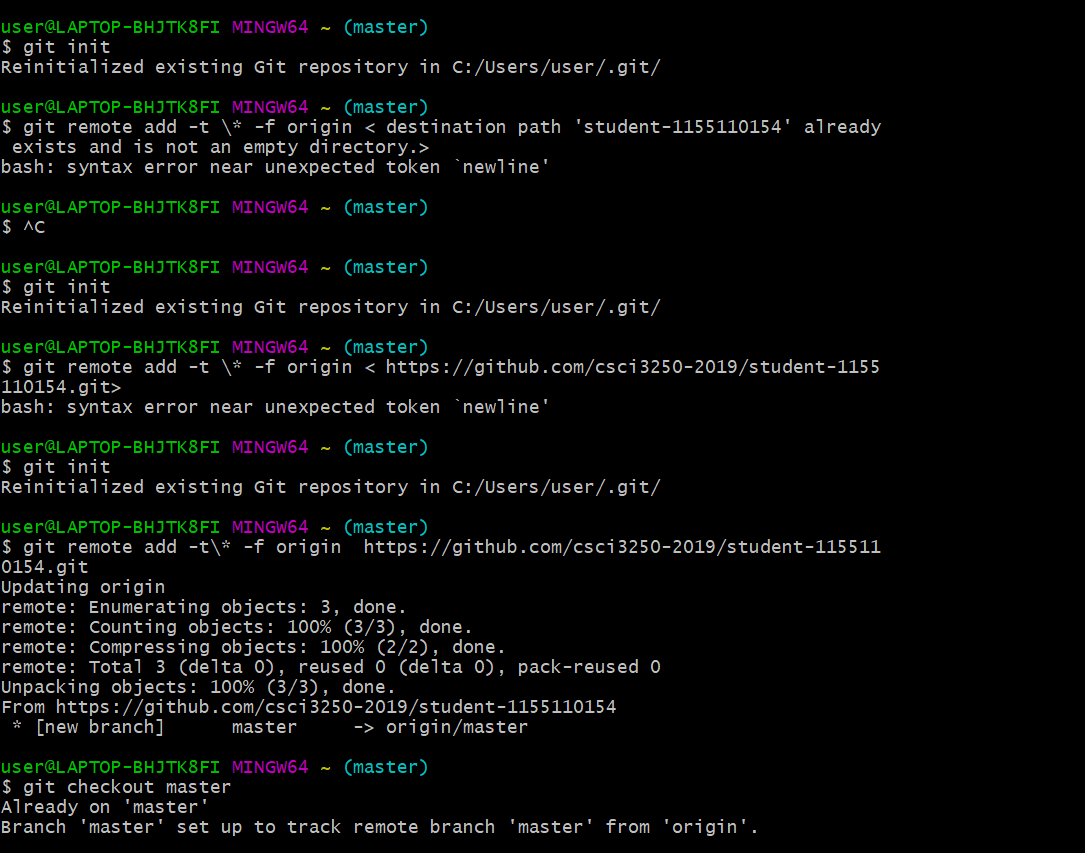 user@LAPTOP-BHJTK8FI MINGW64 ~ (master)
$ git init
Reinitialized existing Git repository in C:/Users/user/.git/
user@LAPTOP-BHJTK8FI MINGW64 ~ (master)
$ git remote add -t \* -f origin < destination path 'student-1155110154' already
 exists and is not an empty directory.>
bash: syntax error near unexpected token `newline'
user@LAPTOP-BHJTK8FI MINGW64 ~ (master)
$ ^C
user@LAPTOP-BHJTK8FI MINGW64 ~ (master)
$ git init
Reinitialized existing Git repository in C:/Users/user/.git/
user@LAPTOP-BHJTK8FI MINGW64 ~ (master)
$ git remote add -t \* -f origin < https://github.com/csci3250-2019/student-1155
110154.git>
bash: syntax error near unexpected token `newline'
user@LAPTOP-BHJTK8FI MINGW64 ~ (master)
$ git init
Reinitialized existing Git repository in C:/Users/user/.git/
user@LAPTOP-BHJTK8FI MINGW64 ~ (master)
$ git remote add -t\* -f origin  https://github.com/csci3250-2019/student-115511
0154.git
Updating origin
remote: Enumerating objects: 3, done.
remote: Counting objects: 100% (3/3), done.
remote: Compressing objects: 100% (2/2), done.
remote: Total 3 (delta 0), reused 0 (delta 0), pack-reused 0
Unpacking objects: 100% (3/3), done.
From https://github.com/csci3250-2019/student-1155110154
 * [new branch]      master     -> origin/master
user@LAPTOP-BHJTK8FI MINGW64 ~ (master)
$ git checkout master
Already on 'master'
Branch 'master' set up to track remote branch 'master' from 'origin'.